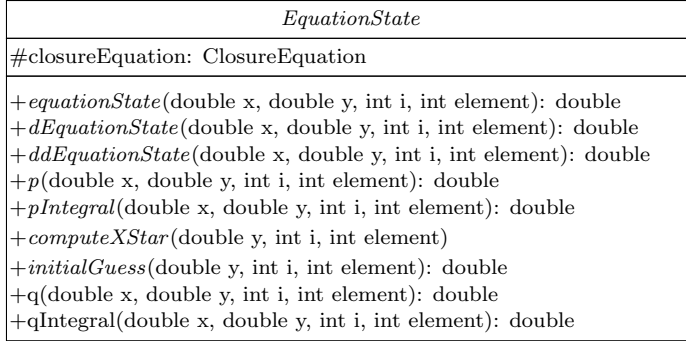 EquationState
#closureEquation: ClosureEquation
+equationState(double x, double y, int i, int element): double
+dEquationState(double x, double y, int i, int element): double
+ddEquationState(double x, double y, int i, int element): double
+p(double x, double y, int i, int element): double
+pIntegral(double x, double y, int i, int element): double
+computeXStar(double y, int i, int element)
+initialGuess(double y, int i, int element): double
+q(double x, double y, int i, int element): double
+qIntegral(double x, double y, int i, int element): double